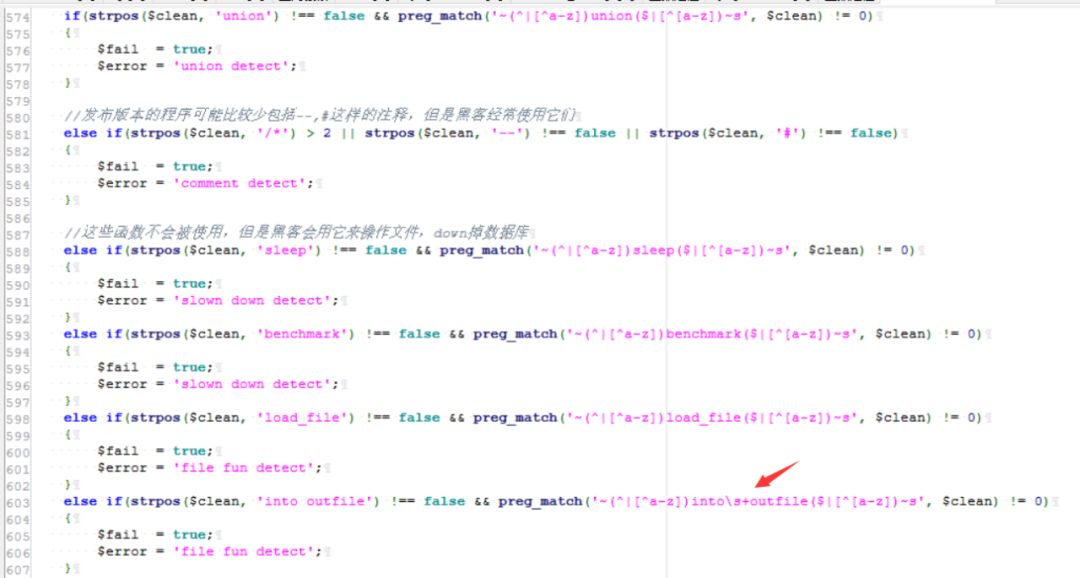 574 if(strpos($clean, 'union') !== false && preg_match('~(^|[^a-z])union($|[^[a-z])~s', $clean) != 0)
575 {
576 $fail = true;
577 $error = 'union detect';
578 }
579
580 //发布版本的程序可能比较少包括--,#这样的注释，但是黑客经常使用它们
581 else if(strpos($clean, '/*') > 2 || strpos($clean, '--') !== false || strpos($clean, '#') !== false)
582 {
583 $fail = true;
584 $error = 'comment detect';
585 }
586
587 //这些函数不会被使用，但是黑客会用它来操作文件，down掉数据库
588 else if(strpos($clean, 'sleep') !== false && preg_match('~(^|[^a-z])sleep($|[^[a-z])~s', $clean) != 0)
589 {
590 $fail = true;
591 $error = 'slown down detect';
592 }
593 else if(strpos($clean, 'benchmark') !== false && preg_match('~(^|[^a-z])benchmark($|[^[a-z])~s', $clean) != 0)
594 {
595 $fail = true;
596 $error = 'slown down detect';
597 }
598 else if(strpos($clean, 'load_file') !== false && preg_match('~(^|[^a-z])load_file($|[^[a-z])~s', $clean) != 0)
599 {
600 $fail = true;
601 $error = 'file fun detect';
602 }
603 else if(strpos($clean, 'into outfile') !== false && preg_match('~(^|[^a-z])into\s+outfile($|[^[a-z])~s', $clean) != 0)
604 {
605 $fail = true;
606 $error = 'file fun detect';
607 }